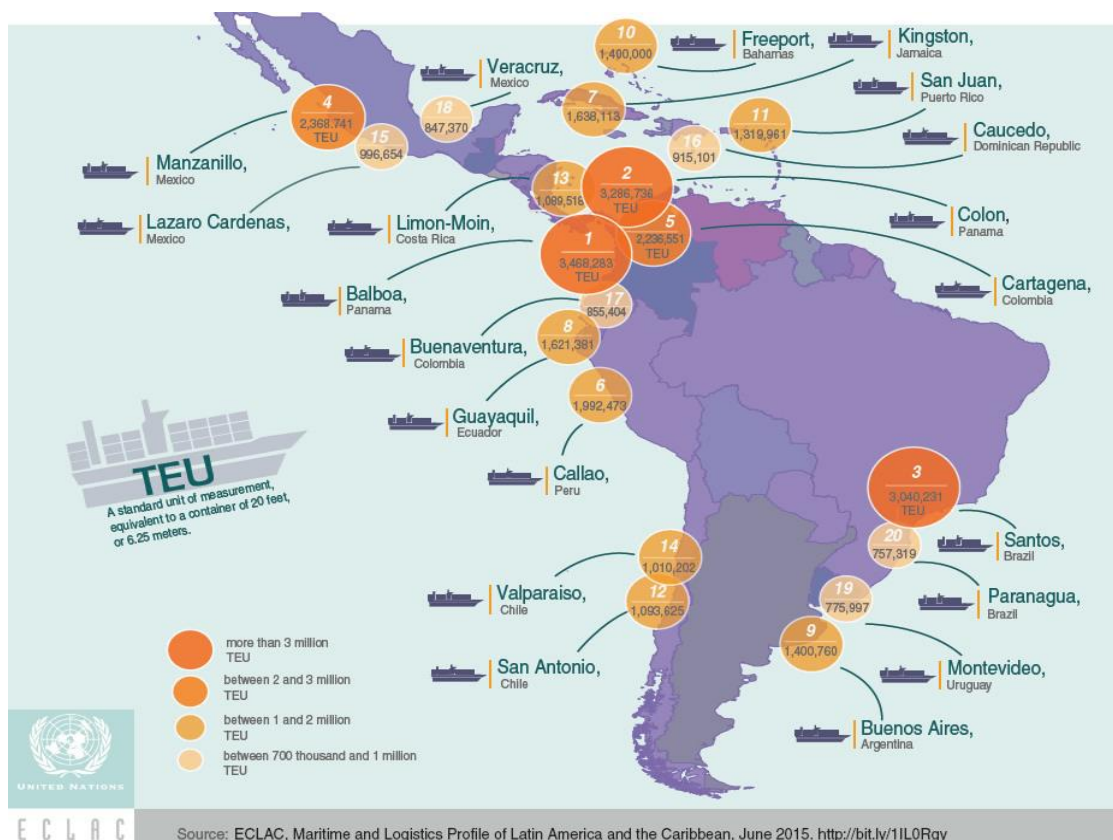 10
1,400,000
Freeport,
Bahamas
Kingston,
Jamaica
Veracruz,
Mexico
San Juan,
Puerto Rico
4
2,368.741
TEU
18
847,370
7
1,638,113
11
1,319,961
15
996,654
16
915,101
Caucedo,
Dominican Republic
Manzanillo,
Mexico
13
1,089,518
2
3,286,736
TEU
Lazaro Cardenas,
Mexico
Limon-Moin,
Costa Rica
Colon,
Panama
1
3,468,283
TEU
5
2,236,551
TEU
Balboa,
Panama
Cartagena,
Colombia
17
855,404
Buenaventura,
Colombia
8
1,621,381
6
1,992,473
Guayaquil,
Ecuador
TEU
A standard unit of measurement,
equivalent to a container of 20 feet,
or 6.25 meters.
Callao,
Peru
3
3,040,231
TEU
Santos,
Brazil
20
757,319
14
1,010,202
Valparaiso,
Chile
12
1,093,625
19
775,997
Paranagua,
Brazil
9
1,400,760
San Antonio,
Chile
Montevideo,
Uruguay
Buenos Aires,
Argentina
more than 3 million
TEU
between 2 and 3 million
TEU
between 1 and 2 million
TEU
between 700 thousand and 1 million
TEU
UNITED NATIONS
ECLAC
Source: ECLAC, Maritime and Logistics Profile of Latin America and the Caribbean, June 2015. http://bit.ly/1IL0Rgy